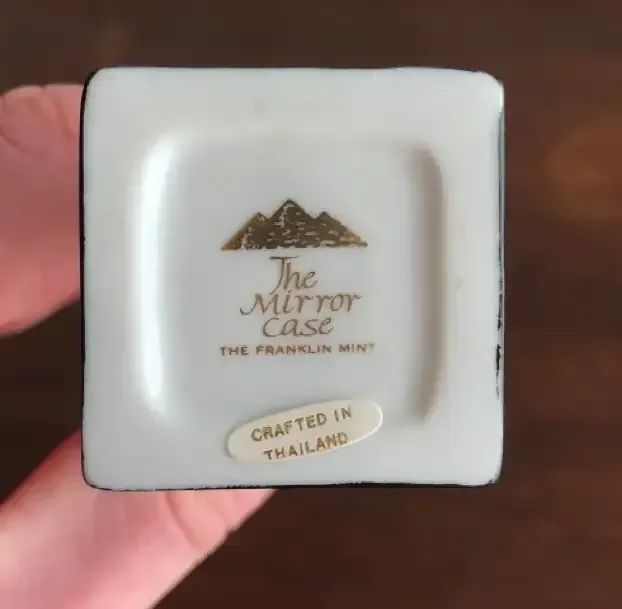 The
Mirror
Case
THE FRANKLIN MINT
CRAFTED IN
THAILAND